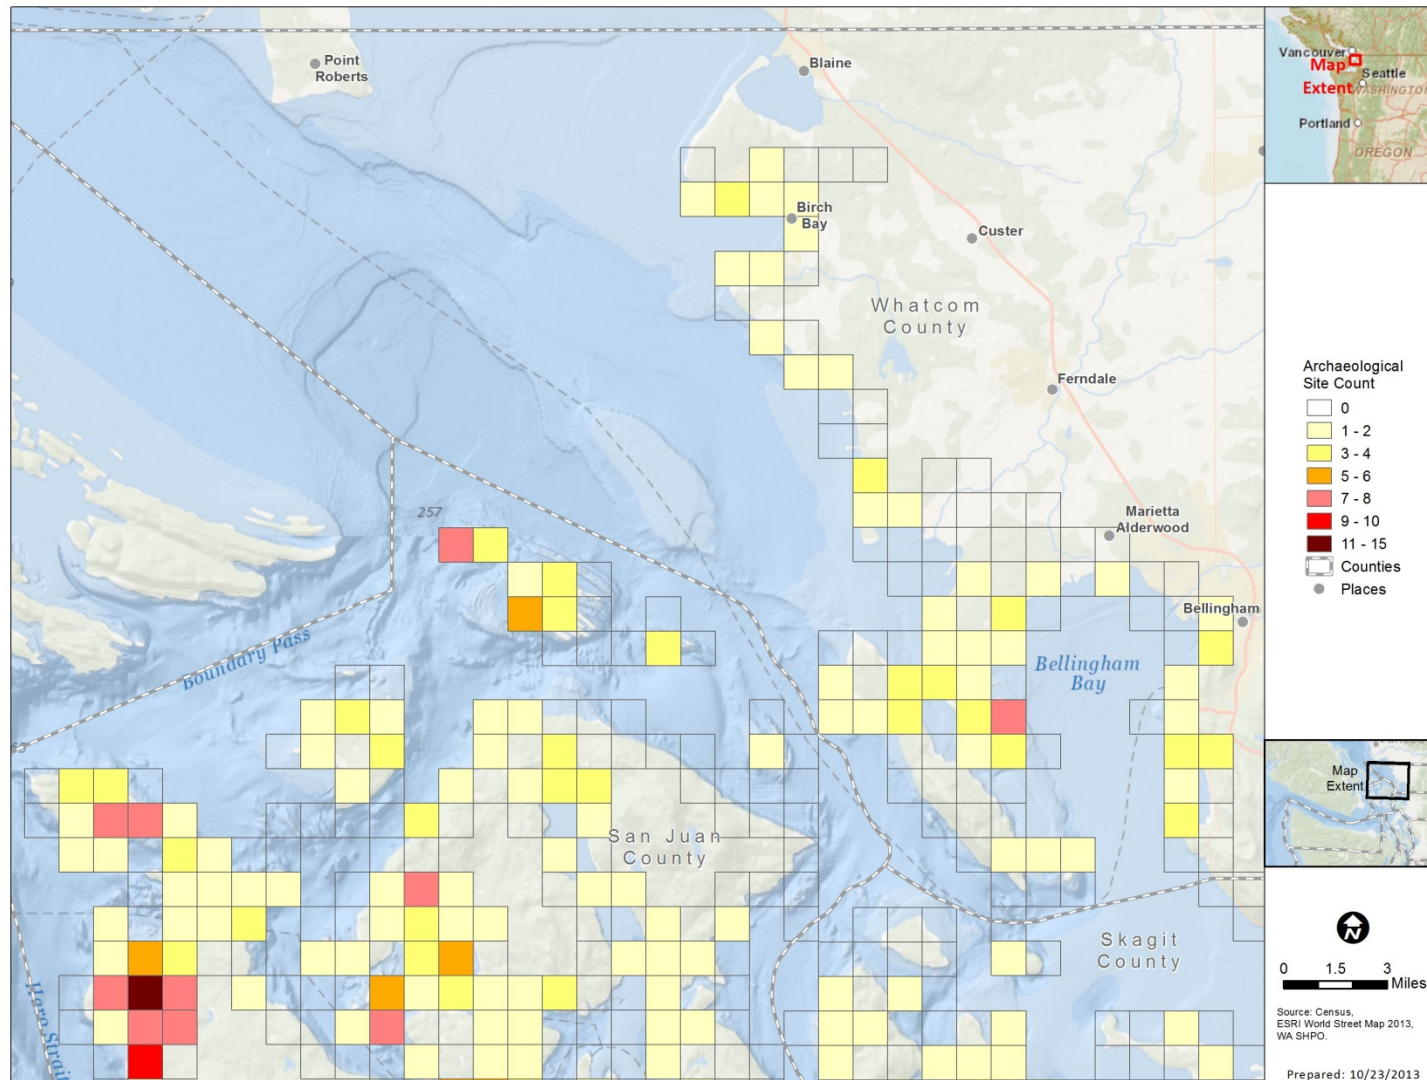 Point
Roberts
Blaine
Birch
Bay
Custer
Whatcom
County
Ferndale
257
Marietta
Alderwood
Bellingham
Boundary Pass
Bellingham
Bay
San Juan
County
Skagit
County
Haro Strait
Vancouver
Map
Extent
Seattle
WASHINGTON
Portland
OREGON
Archaeological
Site Count
0
1 - 2
3 - 4
5 - 6
7 - 8
9 - 10
11 - 15
Counties
Places
Map
Extent
N
0 1.5 3
Miles
Source: Census,
ESRI World Street Map 2013,
WA SHPO.
Prepared: 10/23/2013